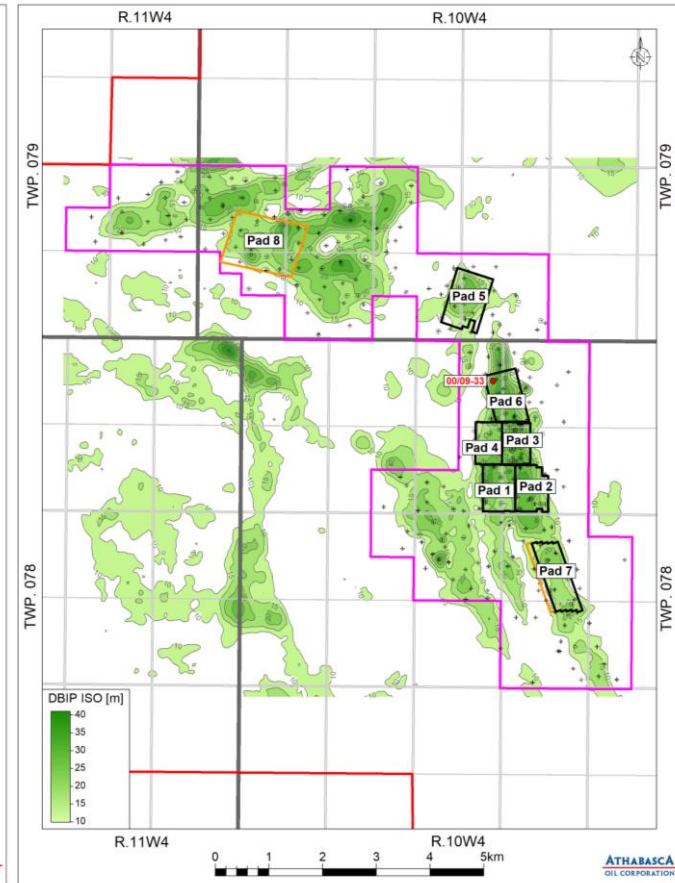 R.11W4
R.10W4
N
TWP. 079
TWP. 079
Pad 8
Pad 5
00/09-33
Pad 6
Pad 4
Pad 3
Pad 1
Pad 2
Pad 7
TWP. 078
TWP. 078
DBIP ISO [m]
40
35
30
25
20
15
10
R.11W4
R.10W4
0 1 2 3 4 5km
ATHABASCA
OIL CORPORATION